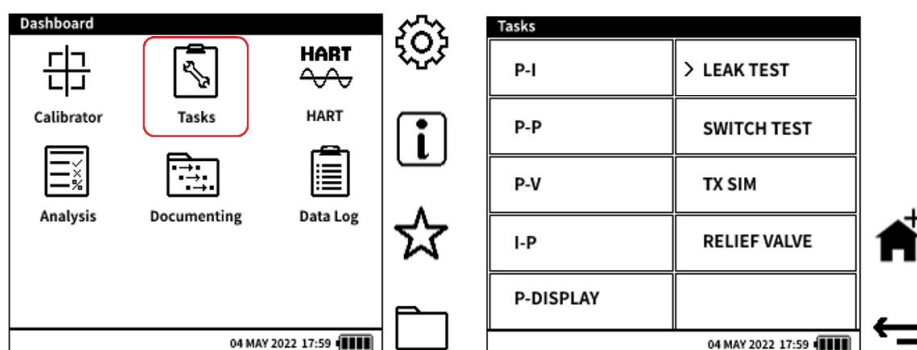 Dashboard
HART
Calibrator Tasks HART
Analysis Documenting Data Log
04 MAY 2022 17:59
Tasks
P-I > LEAK TEST
P-P SWITCH TEST
P-V TX SIM
I-P RELIEF VALVE
P-DISPLAY
04 MAY 2022 17:59